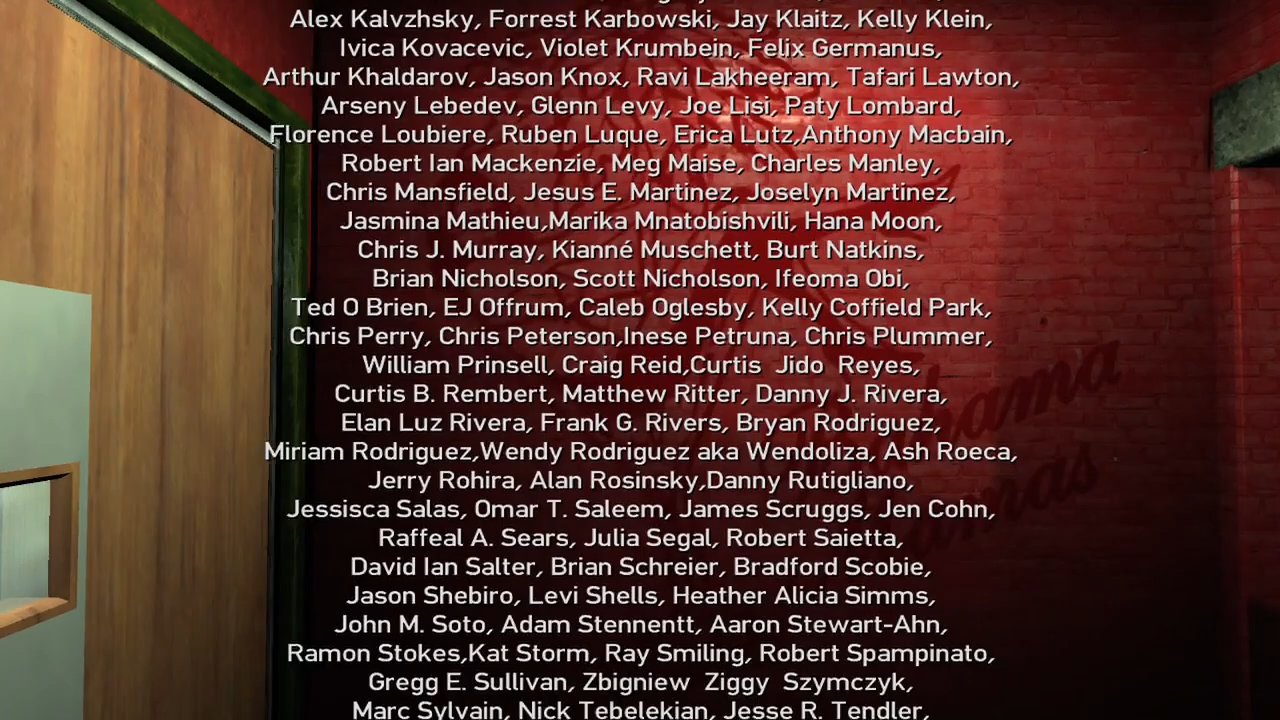 Alex Kalvzhsky, Forrest Karbowski, Jay Klaitz, Kelly Klein,
Ivica Kovacevic, Violet Krumbein, Felix Germanus,
Arthur Khaldarov, Jason Knox, Ravi Lakheeram, Tafari Lawton,
Arseny Lebedev, Glenn Levy, Joe Lisi, Paty Lombard,
Florence Loubiere, Ruben Luque, Erica Lutz,Anthony Macbain,
Robert Ian Mackenzie, Meg Maise, Charles Manley,
Chris Mansfield, Jesus E. Martinez, Joselyn Martinez,
Jasmina Mathieu,Marika Mnatobishvili, Hana Moon,
Chris J. Murray, Kianné Muschett, Burt Natkins,
Brian Nicholson, Scott Nicholson, Ifeoma Obi,
Ted O Brien, EJ Offrum, Caleb Oglesby, Kelly Coffield Park,
Chris Perry, Chris Peterson,Inese Petruna, Chris Plummer,
William Prinsell, Craig Reid,Curtis  Jido  Reyes,
Curtis B. Rembert, Matthew Ritter, Danny J. Rivera,
Elan Luz Rivera, Frank G. Rivers, Bryan Rodriguez,
Miriam Rodriguez,Wendy Rodriguez aka Wendoliza, Ash Roeca,
Jerry Rohira, Alan Rosinsky,Danny Rutigliano,
Jessisca Salas, Omar T. Saleem, James Scruggs, Jen Cohn,
Raffeal A. Sears, Julia Segal, Robert Saietta,
David Ian Salter, Brian Schreier, Bradford Scobie,
Jason Shebiro, Levi Shells, Heather Alicia Simms,
John M. Soto, Adam Stennentt, Aaron Stewart-Ahn,
Ramon Stokes,Kat Storm, Ray Smiling, Robert Spampinato,
Gregg E. Sullivan, Zbigniew  Ziggy  Szymczyk,
Marc Sylvain, Nick Tebelekian, Jesse R. Tendler,